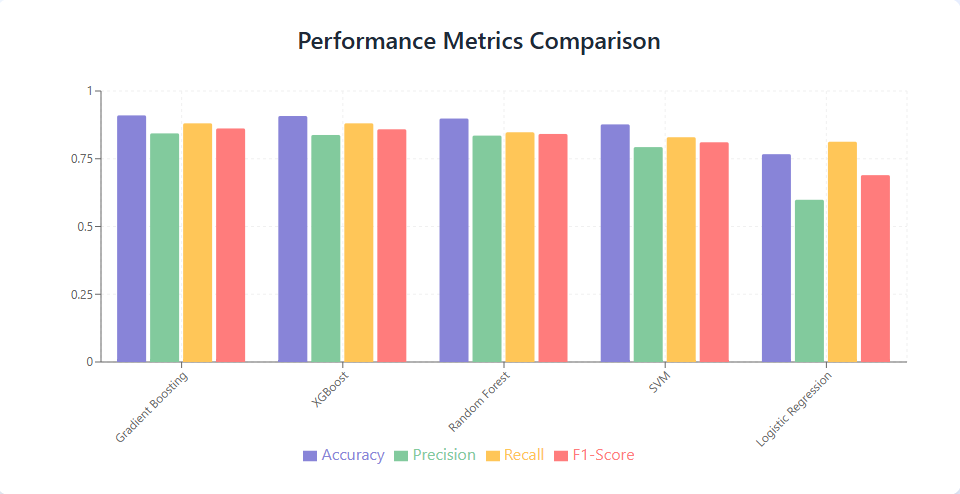 Performance Metrics Comparison
1
0.75
0.5
0.25
0
Gradient Boosting
XGBoost
Random Forest
SVM
Logistic Regression
Accuracy Precision Recall F1-Score